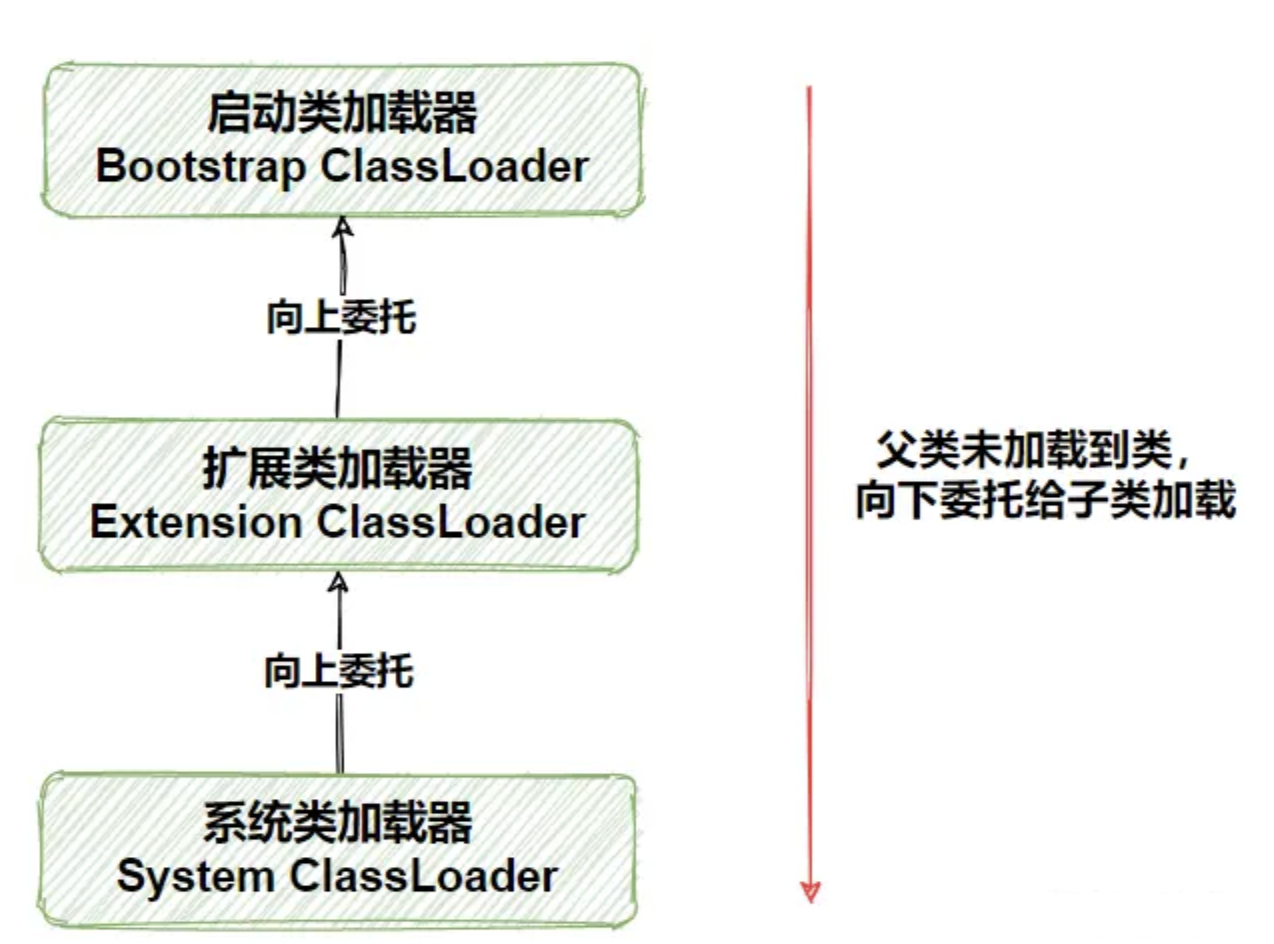 启动类加载器
Bootstrap ClassLoader
向上委托
扩展类加载器
Extension ClassLoader
父类未加载到类，
向下委托给子类加载
向上委托
系统类加载器
System ClassLoader